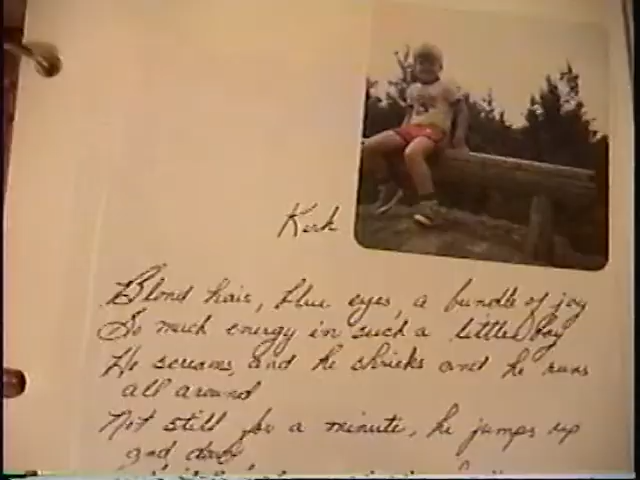 Kirk
Blond hair, blue eyes, a bundle of joy
So much energy in such a little boy
He screams, and he shrieks and he runs
all around
Not still for a minute, he jumps up
and down